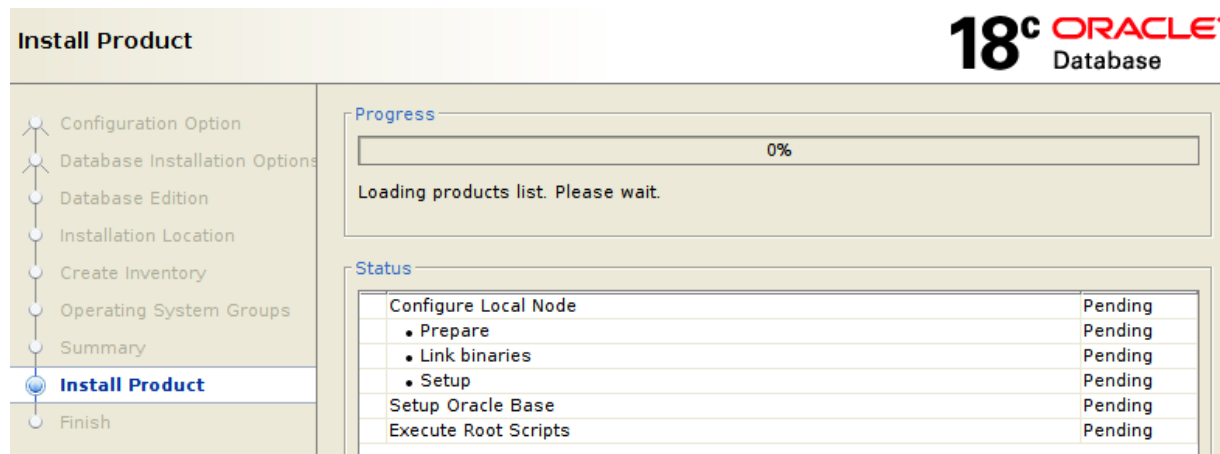 Install Product
18c ORACLE
Database
Configuration Option
Database Installation Options
Database Edition
Installation Location
Create Inventory
Operating System Groups
Summary
Install Product
Finish
Progress
0%
Loading products list. Please wait.
Status
Configure Local Node Pending
• Prepare Pending
• Link binaries Pending
• Setup Pending
Setup Oracle Base Pending
Execute Root Scripts Pending